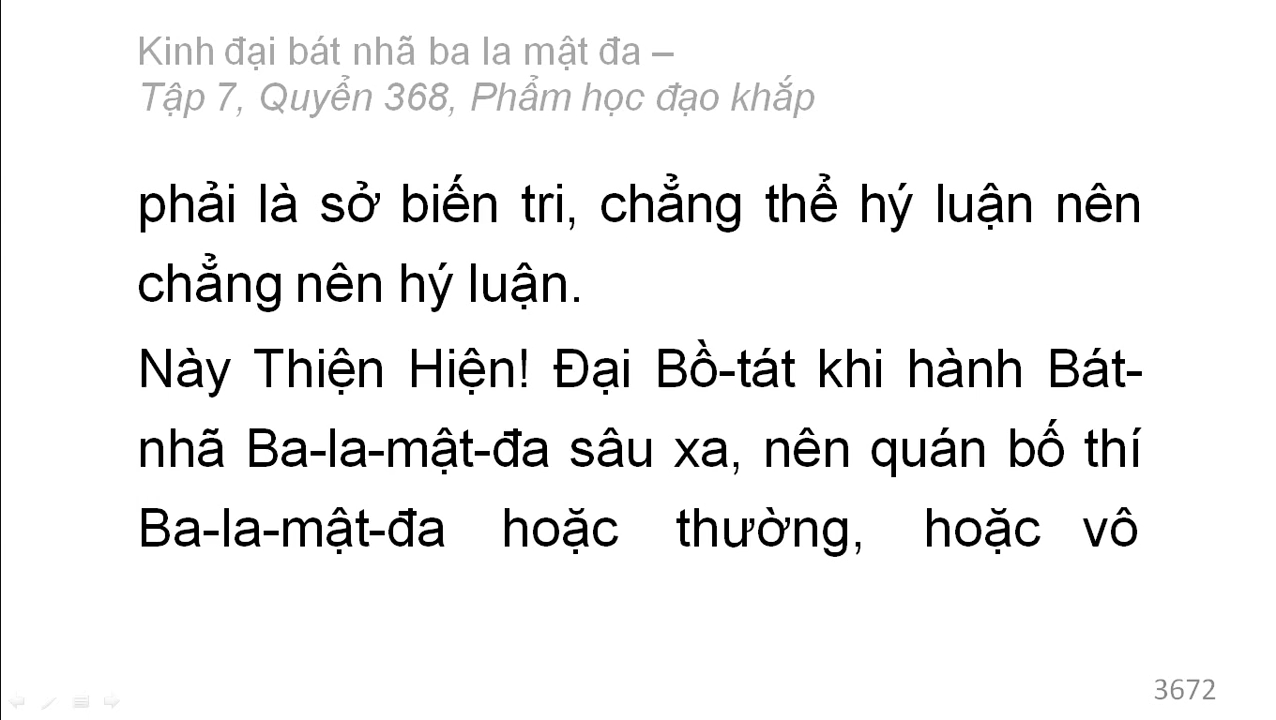 Kinh đại bát nhã ba la mật đa –
Tập 7, Quyển 368, Phẩm học đạo khắp
phải là sở biến tri, chẳng thể hý luận nên
chẳng nên hý luận.
Này Thiện Hiện! Đại Bồ-tát khi hành Bát-
nhã Ba-la-mật-đa sâu xa, nên quán bố thí
Ba-la-mật-đa hoặc thường, hoặc vô
3672